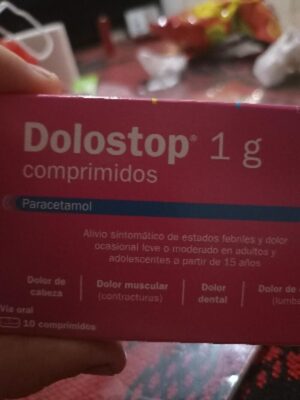 Dolostop® 1 g
comprimidos
Paracetamol
Alivio sintomático de estados febriles y dolor
ocasional leve o moderado en adultos y
adolescentes a partir de 15 años
Dolor de
cabeza
Dolor muscular
(contracturas)
Dolor
dental
Dolor de
(lumb
Vía oral
10 comprimidos